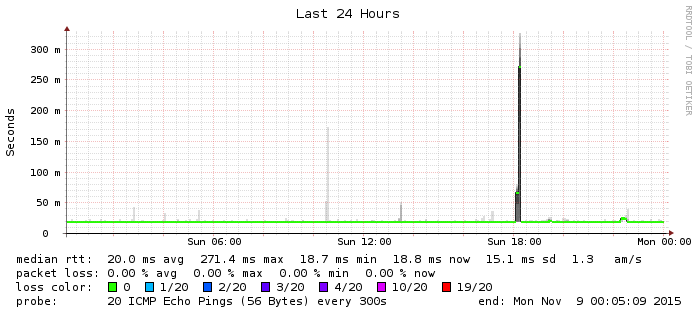 Last 24 Hours
RRDTOOL / TOBI OETIKER
Seconds
300 m
250 m
200 m
150 m
100 m
50 m
0
Sun 06:00 Sun 12:00 Sun 18:00 Mon 00:00
median rtt: 20.0 ms avg 271.4 ms max 18.7 ms min 18.8 ms now 15.1 ms sd 1.3 am/s
packet loss: 0.00 % avg 0.00 % max 0.00 % min 0.00 % now
loss color: 0 1/20 2/20 3/20 4/20 10/20 19/20
probe: 20 ICMP Echo Pings (56 Bytes) every 300s end: Mon Nov 9 00:05:09 2015